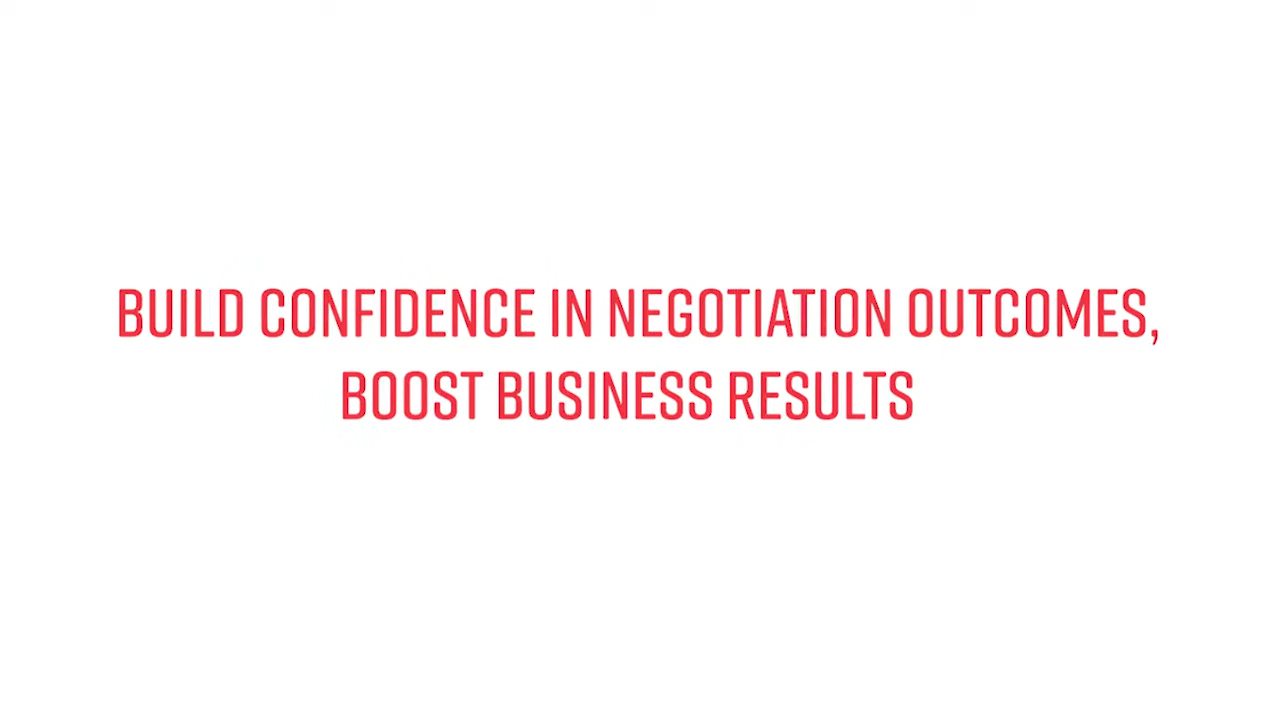 BUILD CONFIDENCE IN NEGOTIATION OUTCOMES,
BOOST BUSINESS RESULTS